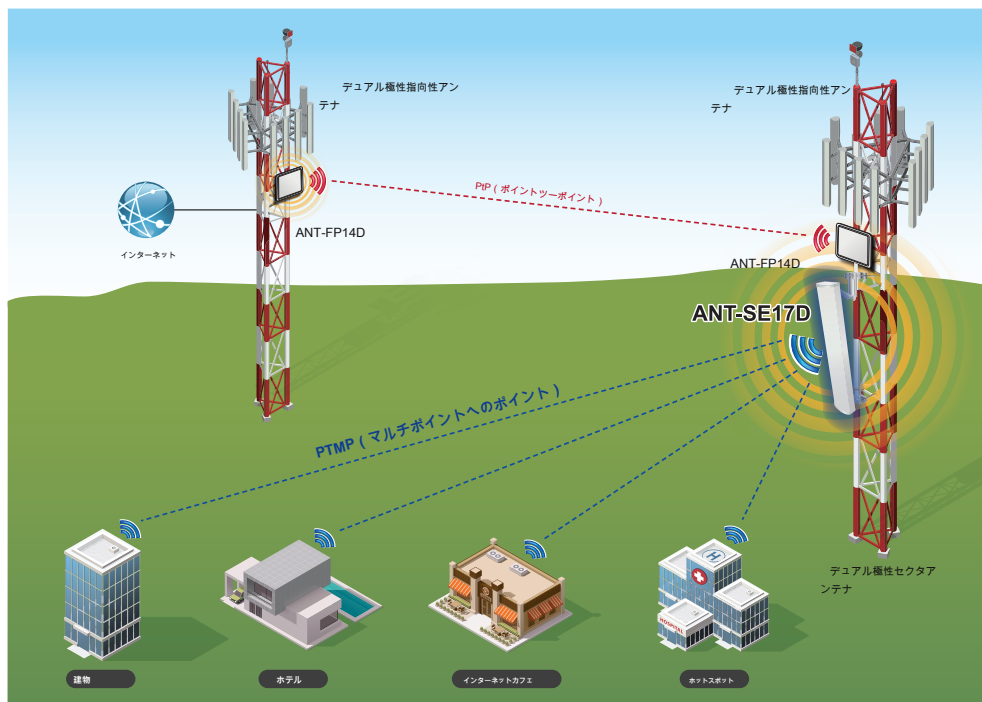 デュアル極性指向性アン
テナ
デュアル極性指向性アン
テナ
PtP ( ポイントツーポイント )
ANT-FP14D
インターネット
ANT-FP14D
ANT-SE17D
PTMP ( マルチポイントへのポイント )
HOSPITAL
H
デュアル極性セクタア
ンテナ
建物
ホテル
インターネットカフェ
ホットスポット